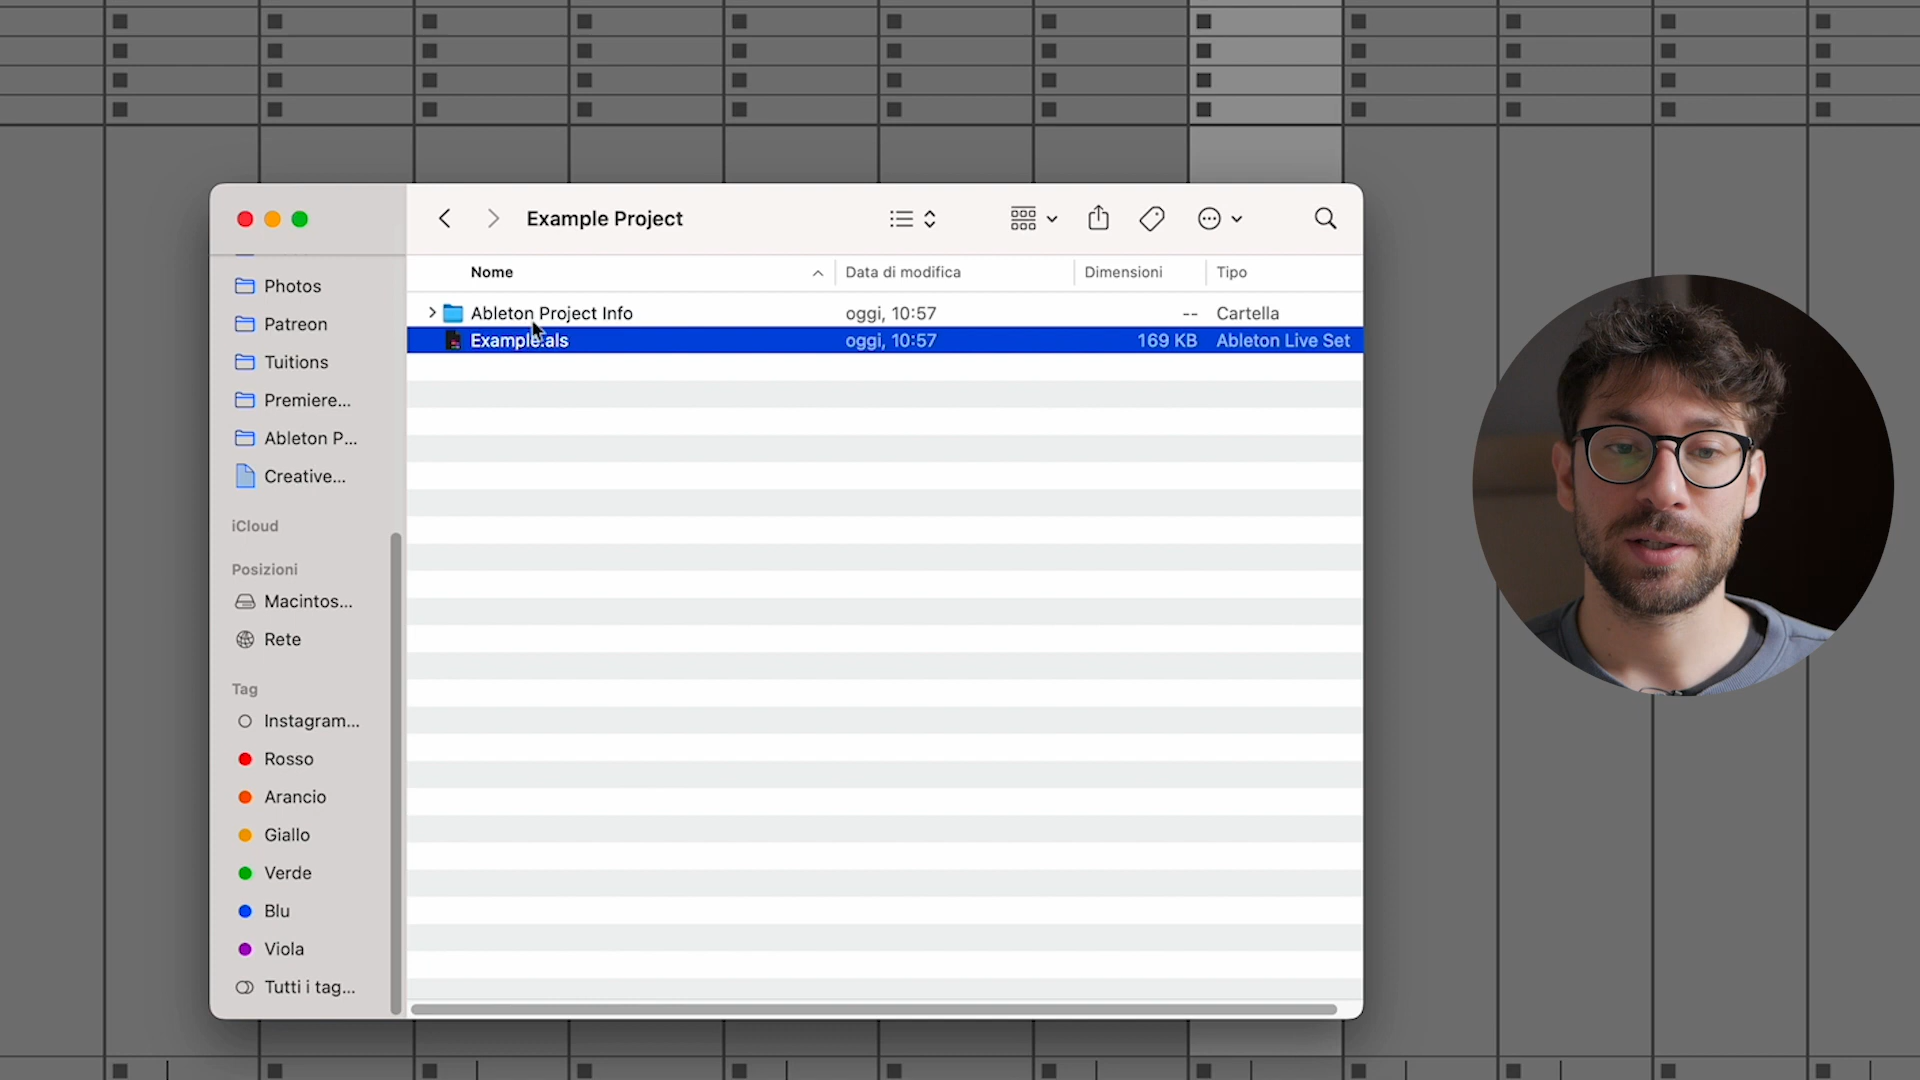 Example Project
Nome Data di modifica Dimensioni Tipo
Ableton Project Info oggi, 10:57 -- Cartella
Example.als oggi, 10:57 169 KB Ableton Live Set
Photos
Patreon
Tuitions
Premiere...
Ableton P...
Creative...
iCloud
Posizioni
Macintos...
Rete
Tag
Instagram...
Rosso
Arancio
Giallo
Verde
Blu
Viola
Tutti i tag...